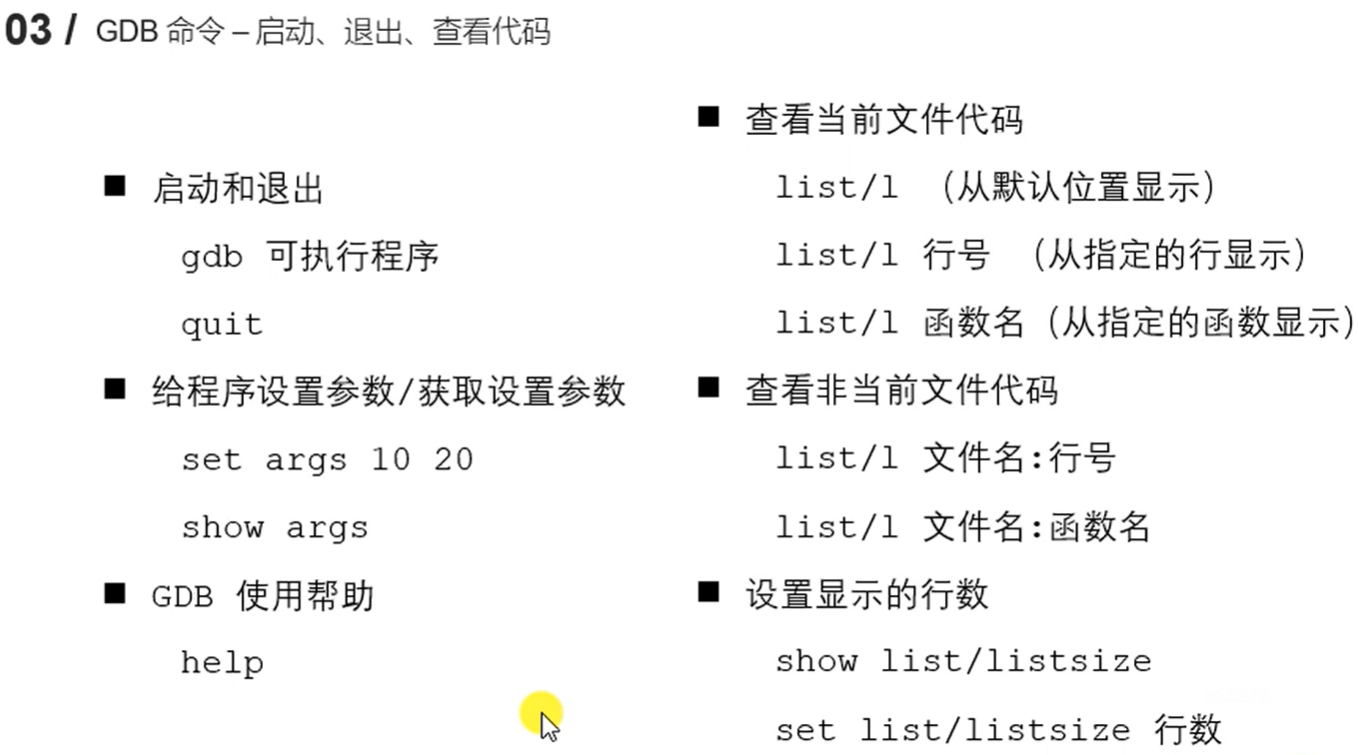 03 / GDB 命令 – 启动、退出、查看代码
■ 启动和退出
gdb 可执行程序
quit
■ 给程序设置参数/获取设置参数
set args 10 20
show args
■ GDB 使用帮助
help
■ 查看当前文件代码
list/l （从默认位置显示）
list/l 行号 （从指定的行显示）
list/l 函数名（从指定的函数显示）
■ 查看非当前文件代码
list/l 文件名:行号
list/l 文件名:函数名
■ 设置显示的行数
show list/listsize
set list/listsize 行数